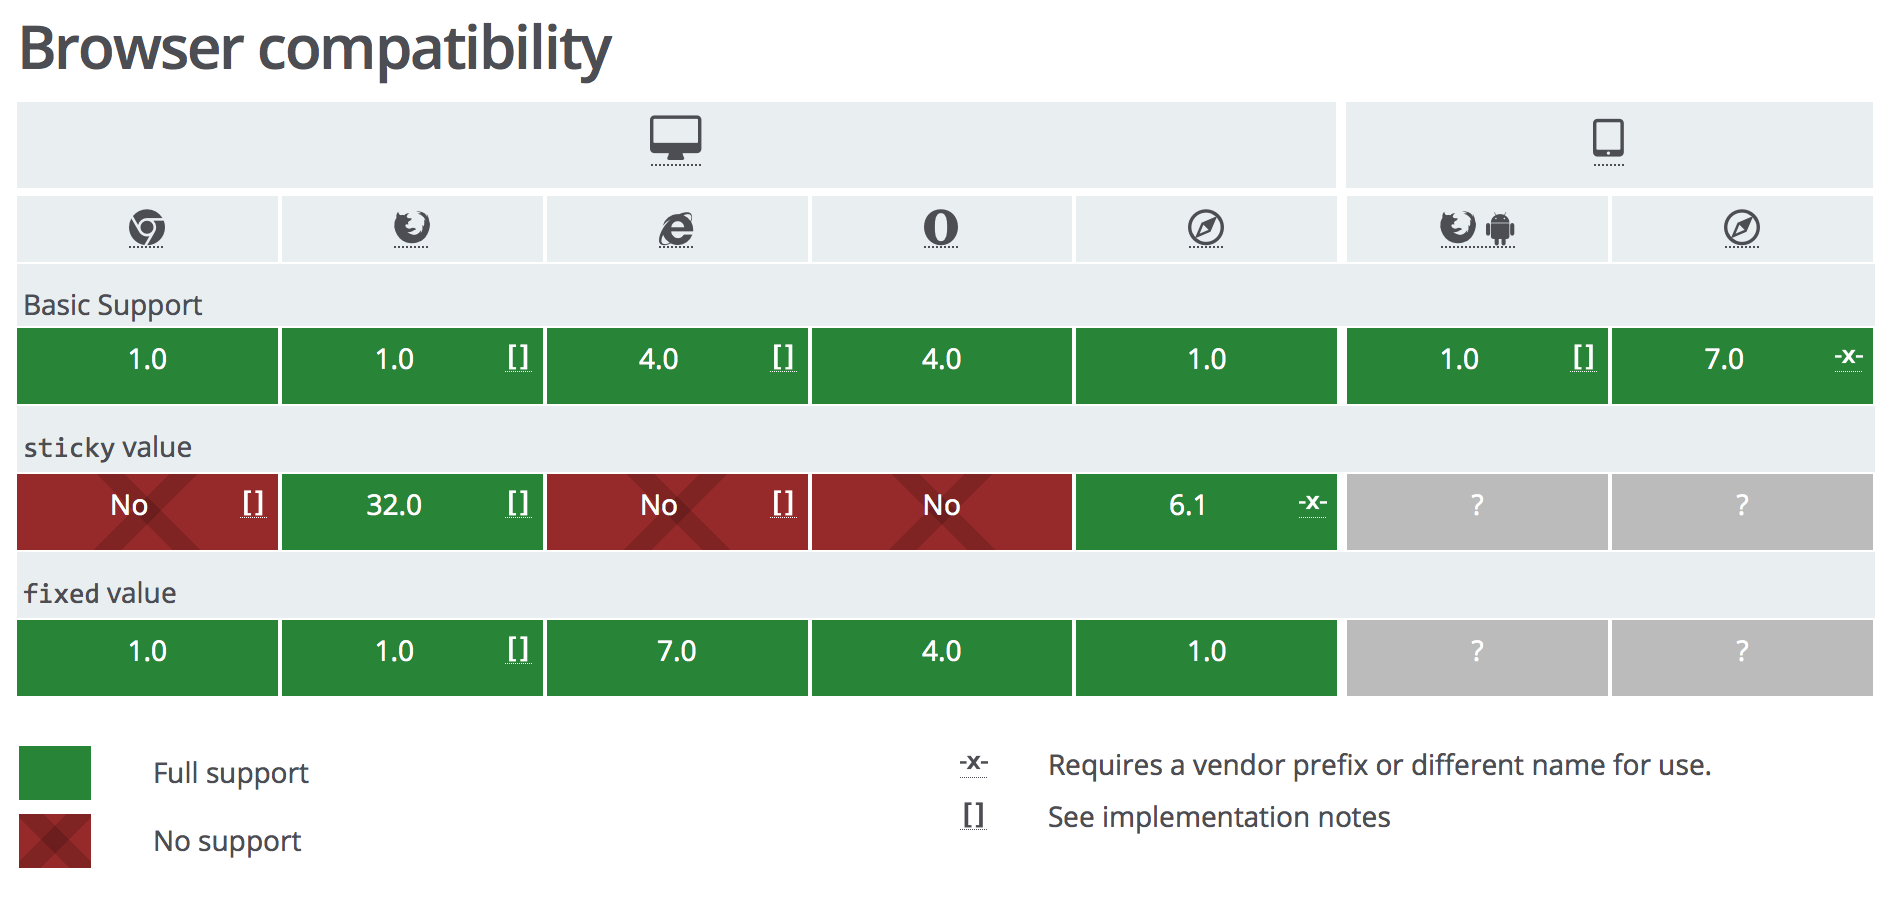 Browser compatibility
Basic Support
1.0 1.0 [] 4.0 [] 4.0 1.0 1.0 [] 7.0 -x-
sticky value
No [] 32.0 [] No [] No 6.1 -x- ? ?
fixed value
1.0 1.0 [] 7.0 4.0 1.0 ? ?
Full support
No support
-x- Requires a vendor prefix or different name for use.
[] See implementation notes